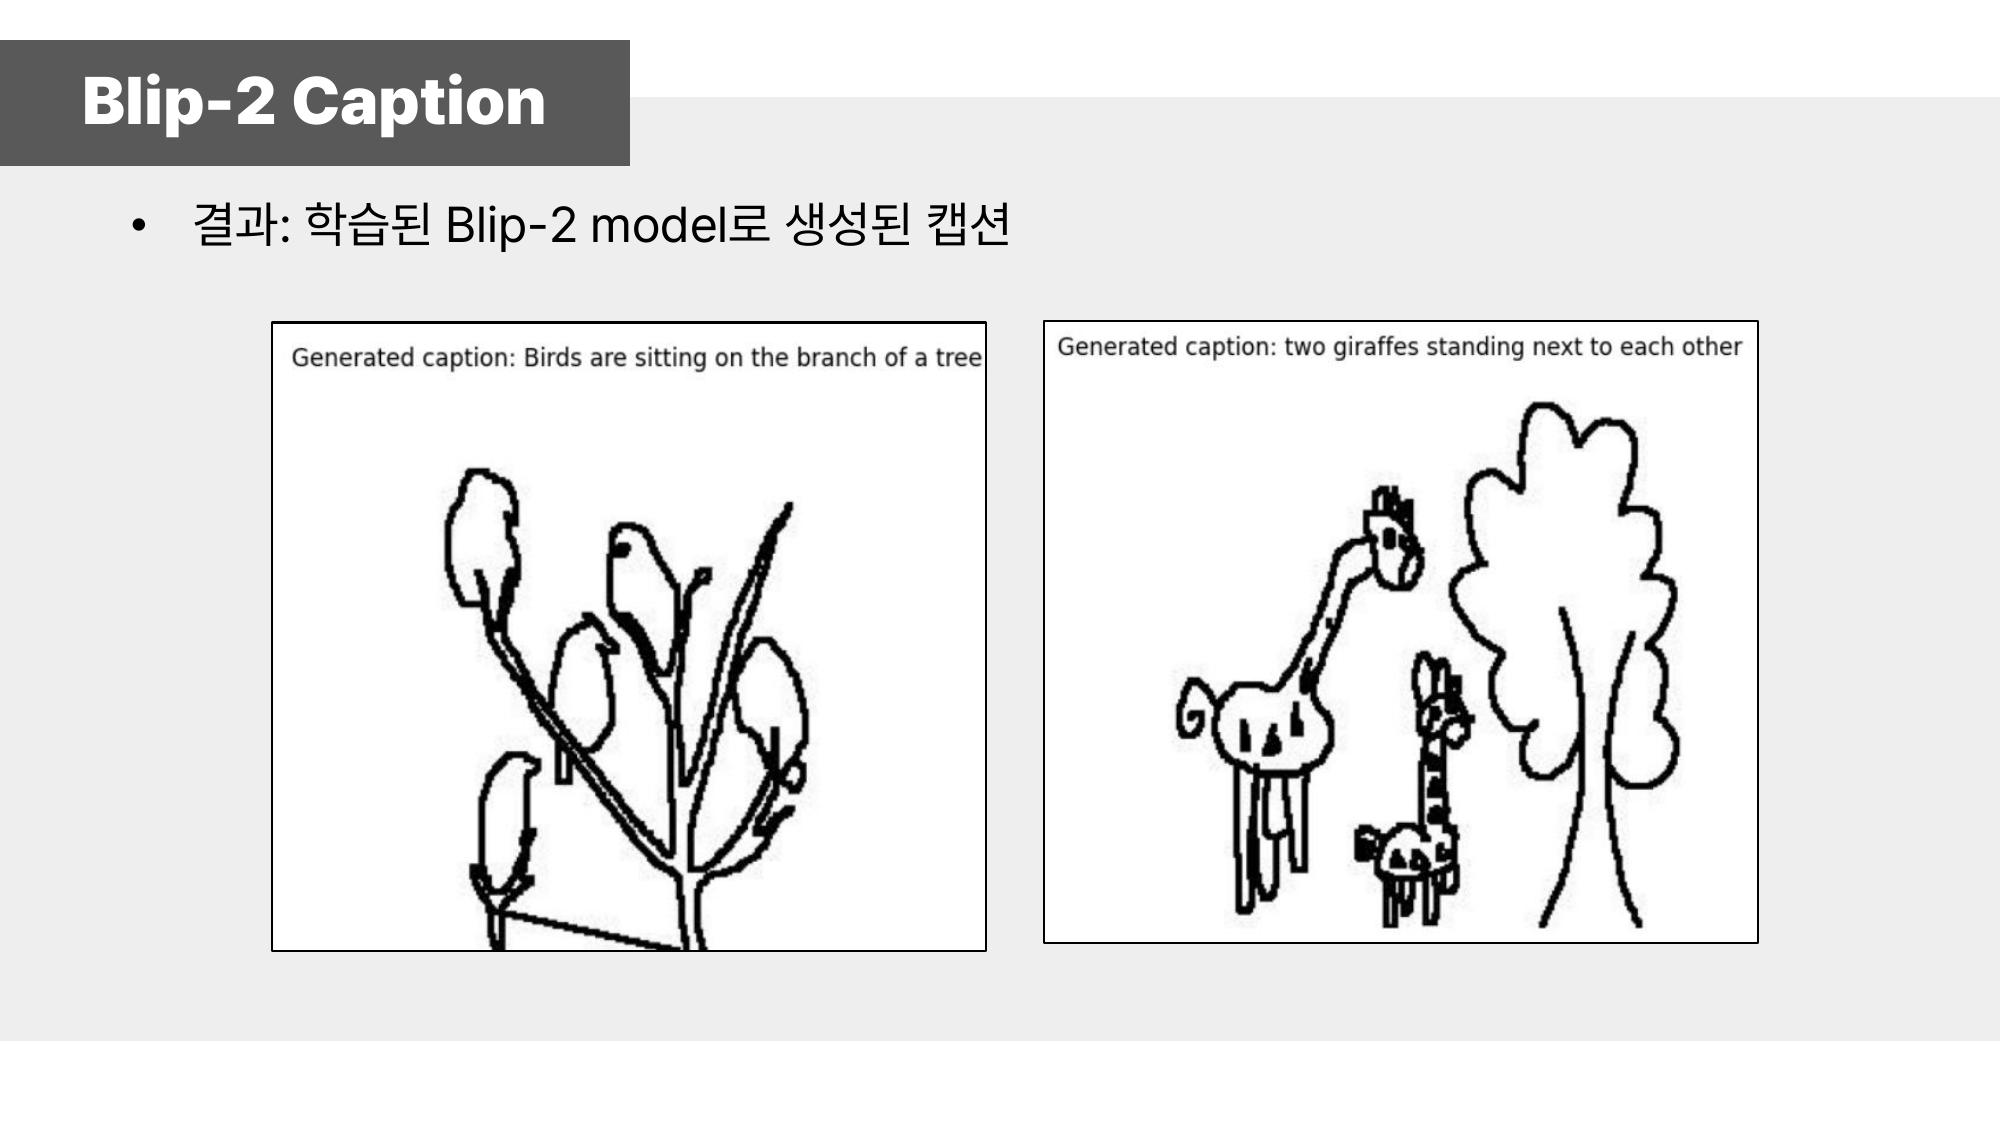 Blip-2 Caption
• 결과: 학습된 Blip-2 model로 생성된 캡션
Generated caption: Birds are sitting on the branch of a tree
Generated caption: two giraffes standing next to each other